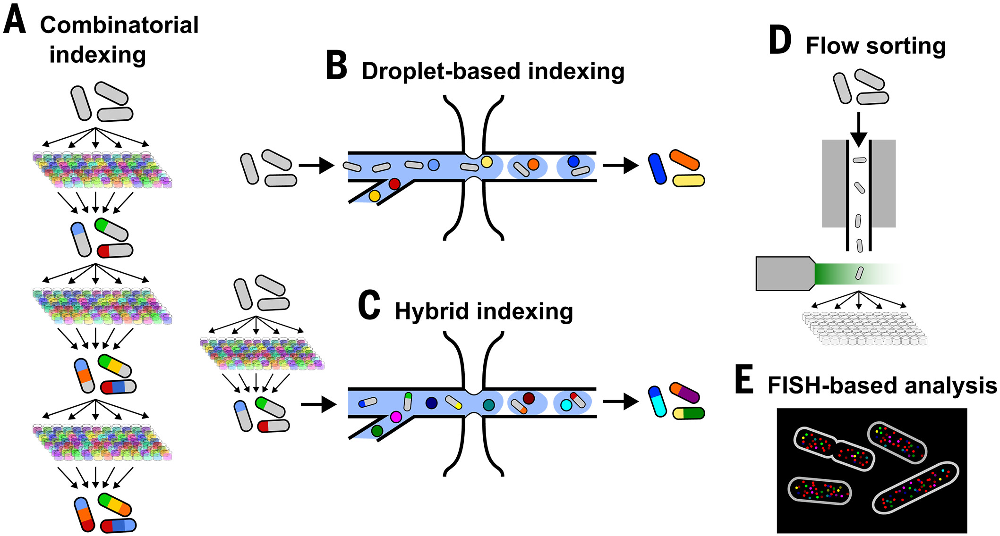 A Combinatorial
indexing
B Droplet-based indexing
C Hybrid indexing
D Flow sorting
E FISH-based analysis